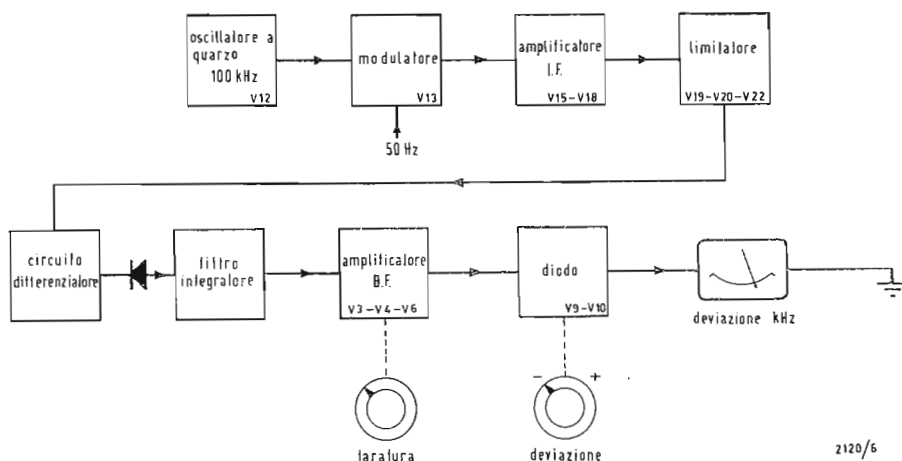 oscillatore a
quarzo
100 kHz
V12
modulatore
V13
50 Hz
amplificatore
I.F.
V15-V18
limitatore
V19-V20-V22
circuito
differenziatore
filtro
integratore
amplificatore
B.F.
V3-V4-V6
diodo
V9-V10
deviazione kHz
taratura
- +
deviazione
2120/6